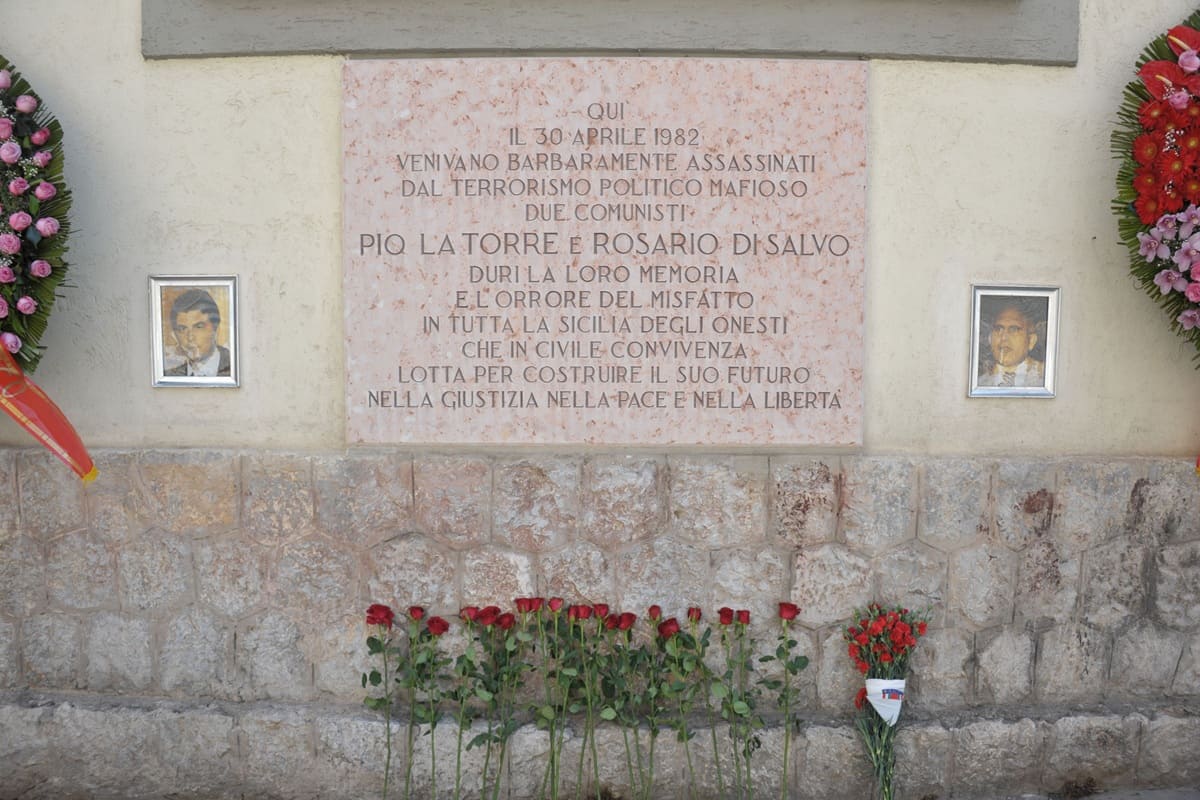 QUI
IL 30 APRILE 1982
VENIVANO BARBARAMENTE ASSASSINATI
DAL TERRORISMO POLITICO MAFIOSO
DUE COMUNISTI
PIO LA TORRE E ROSARIO DI SALVO
DURI LA LORO MEMORIA
E L'ORRORE DEL MISFATTO
IN TUTTA LA SICILIA DEGLI ONESTI
CHE IN CIVILE CONVIVENZA
LOTTA PER COSTRUIRE IL SUO FUTURO
NELLA GIUSTIZIA NELLA PACE E NELLA LIBERTÀ